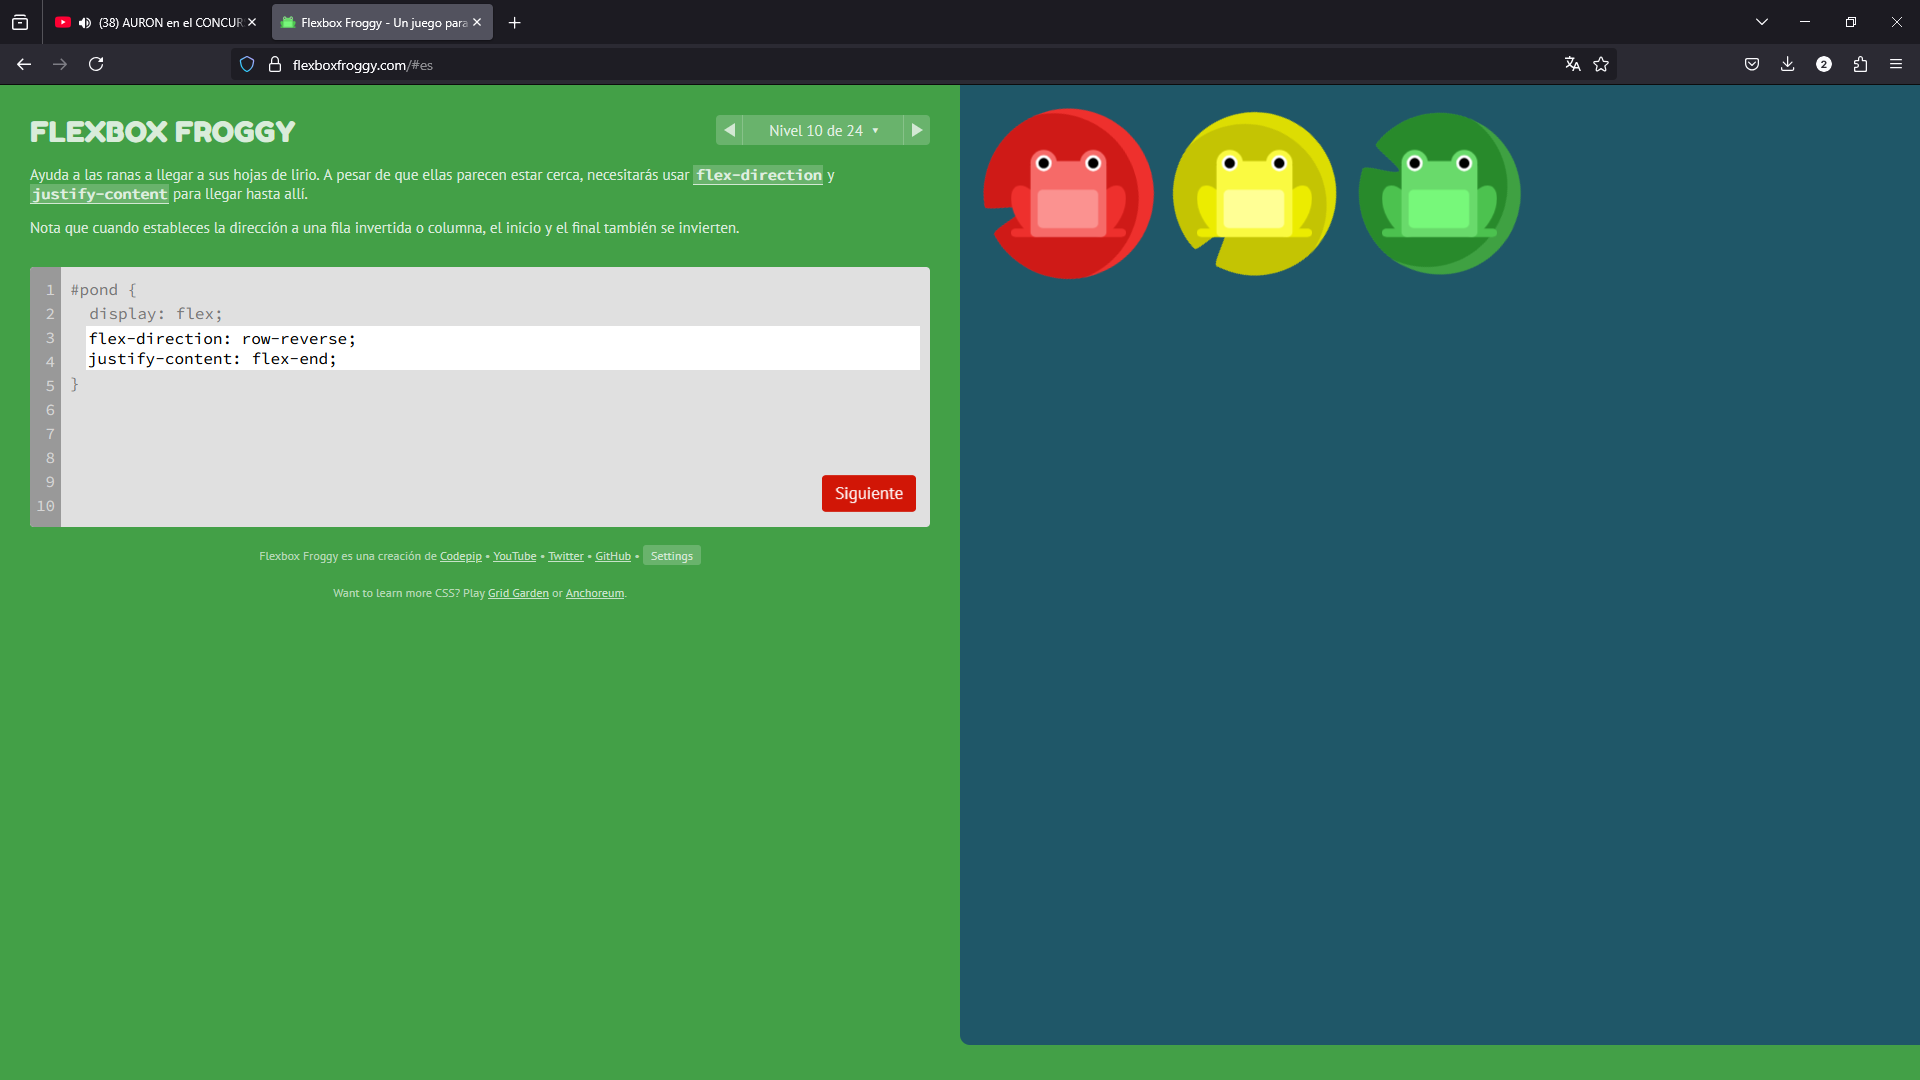 (38) AURON en el CONCUR
Flexbox Froggy - Un juego para
flexboxfroggy.com/#es
2
FLEXBOX FROGGY
Nivel 10 de 24 ▾
Ayuda a las ranas a llegar a sus hojas de lirio. A pesar de que ellas parecen estar cerca, necesitarás usar flex-direction y
justify-content para llegar hasta allí.
Nota que cuando estableces la dirección a una fila invertida o columna, el inicio y el final también se invierten.
1 #pond {
2 display: flex;
3 flex-direction: row-reverse;
4 justify-content: flex-end;
5 }
6
7
8
9
10
Siguiente
Flexbox Froggy es una creación de Codepip • YouTube • Twitter • GitHub • Settings
Want to learn more CSS? Play Grid Garden or Anchoreum.